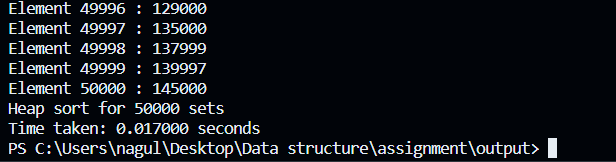 Element 49996 : 129000
Element 49997 : 135000
Element 49998 : 137999
Element 49999 : 139997
Element 50000 : 145000
Heap sort for 50000 sets
Time taken: 0.017000 seconds
PS C:\Users\nagul\Desktop\Data structure\assignment\output>